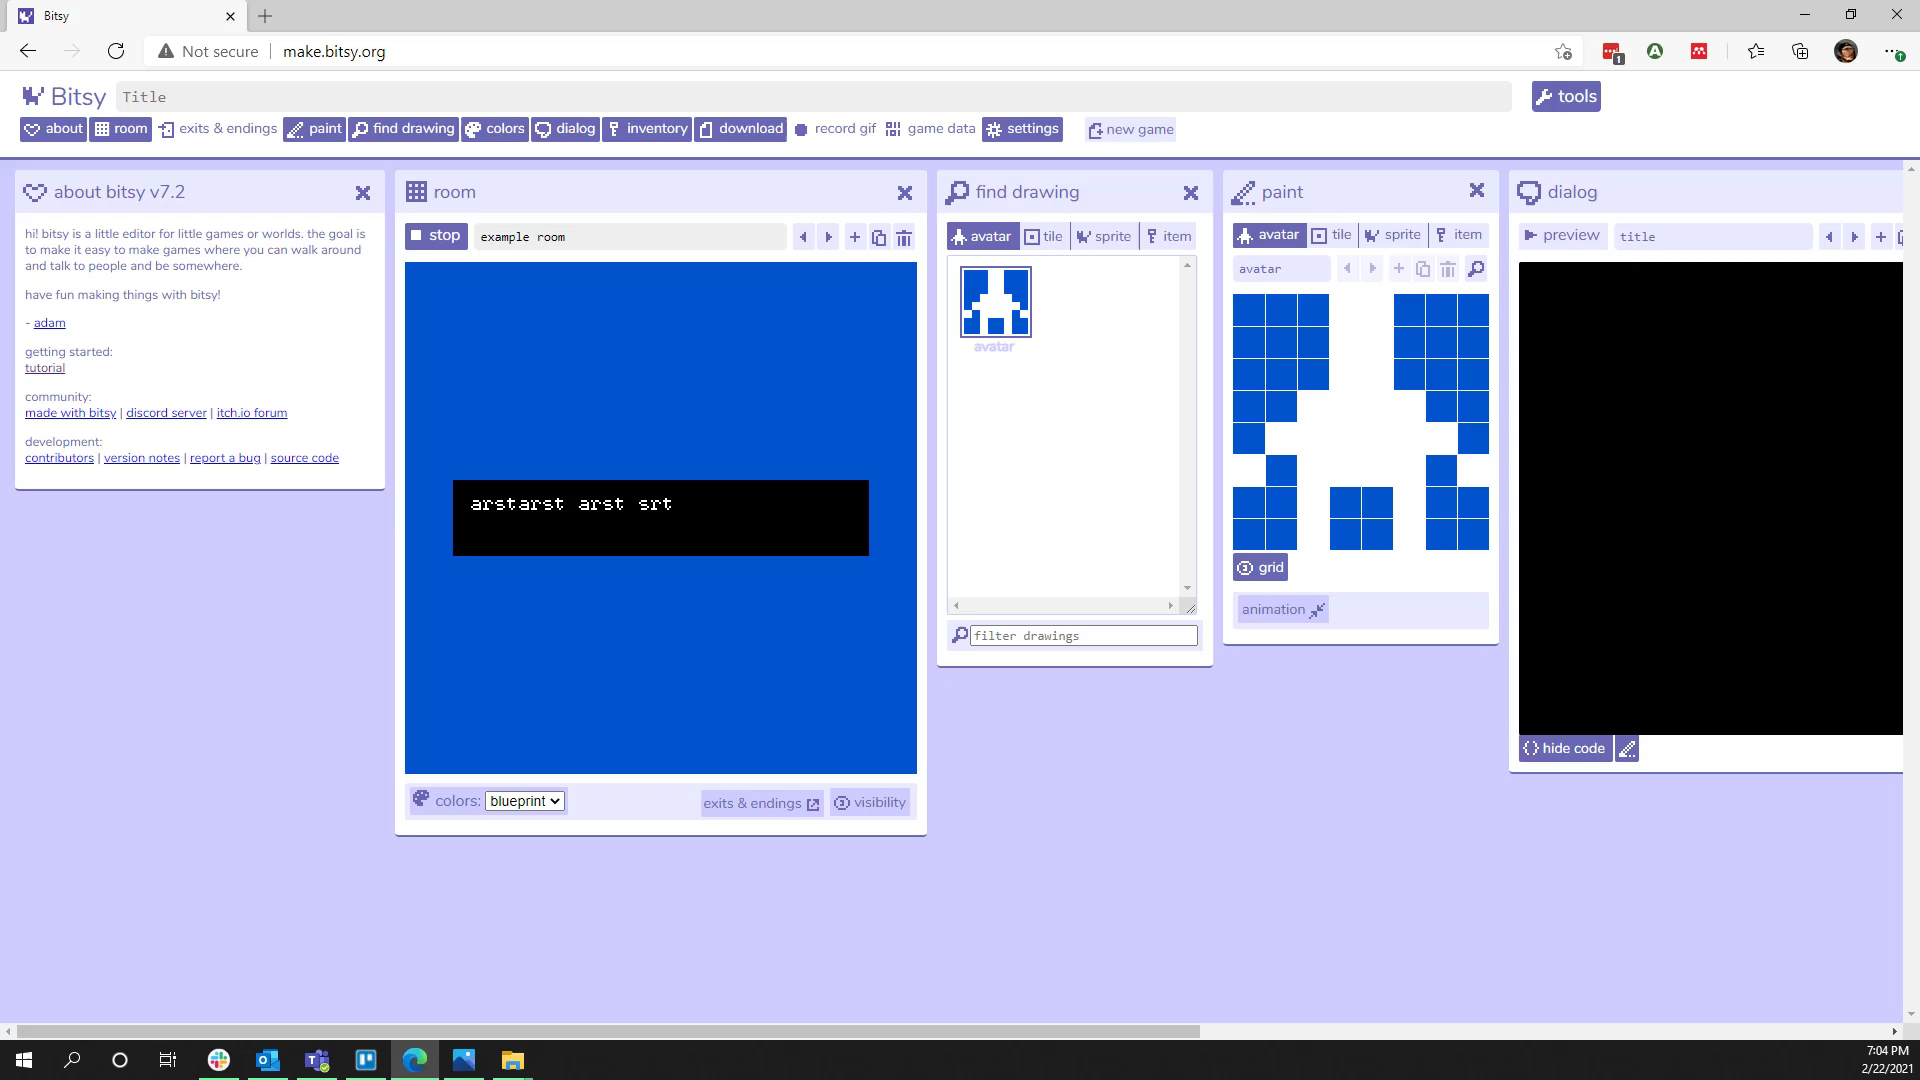 Bitsy
Not secure
make.bitsy.org
1
Bitsy
Title
tools
about
room
exits & endings
paint
find drawing
colors
dialog
inventory
download
record gif
game data
settings
new game
about bitsy v7.2
hi! bitsy is a little editor for little games or worlds. the goal is
to make it easy to make games where you can walk around
and talk to people and be somewhere.
have fun making things with bitsy!
- adam
getting started:
tutorial
community:
made with bitsy | discord server | itch.io forum
development:
contributors | version notes | report a bug | source code
room
stop
example room
arstarst arst srt
colors:
blueprint
exits & endings
visibility
find drawing
avatar
tile
sprite
item
avatar
filter drawings
paint
avatar
tile
sprite
item
avatar
grid
animation
dialog
preview
title
hide code
7:04 PM
2/22/2021